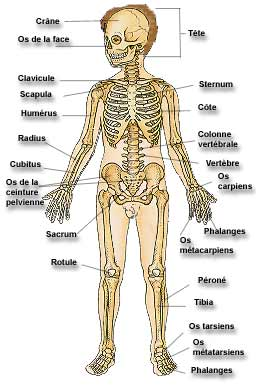 Crâne
Os de la face
Tête
Clavicule
Scapula
Humérus
Radius
Cubitus
Os de la
ceinture
pelvienne
Sacrum
Rotule
Sternum
Côte
Colonne
vertébrale
Vertèbre
Os
carpiens
Phalanges
Os
métacarpiens
Péroné
Tibia
Os tarsiens
Os
métatarsiens
Phalanges